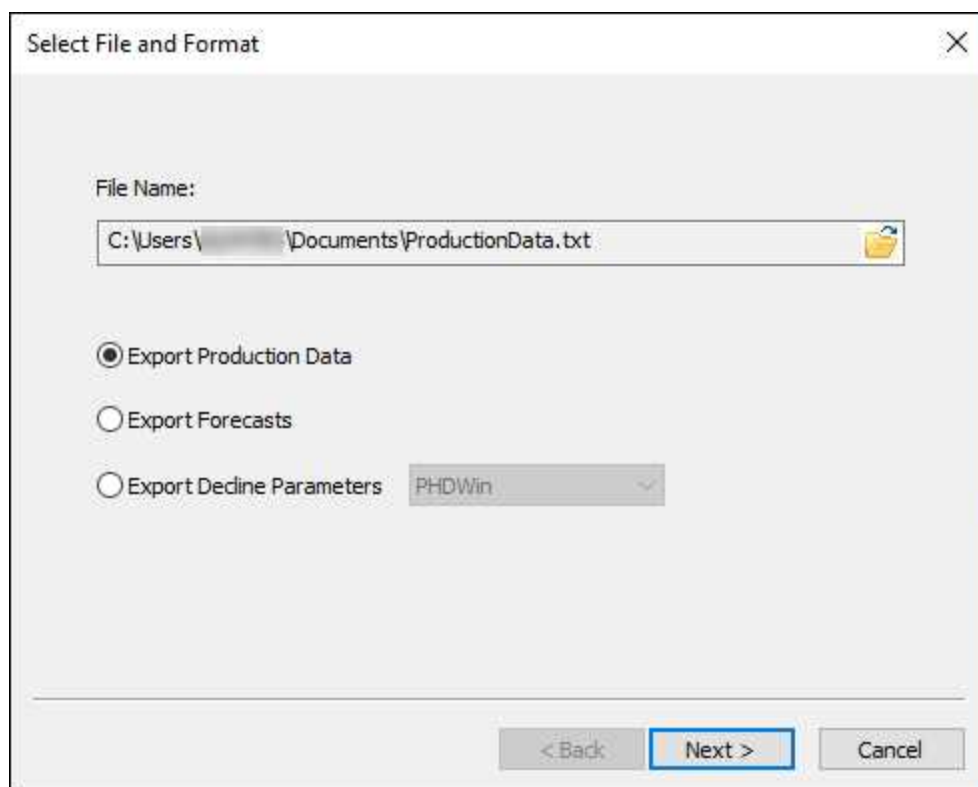 Select File and Format
File Name:
C:\Users\ \Documents\ProductionData.txt
Export Production Data
Export Forecasts
Export Decline Parameters PHDWin
< Back Next > Cancel